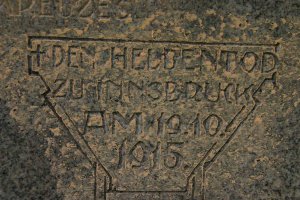 ✝DEN HELDENTOD
ZU INNSBRUCK
AM 19.10.
1915.